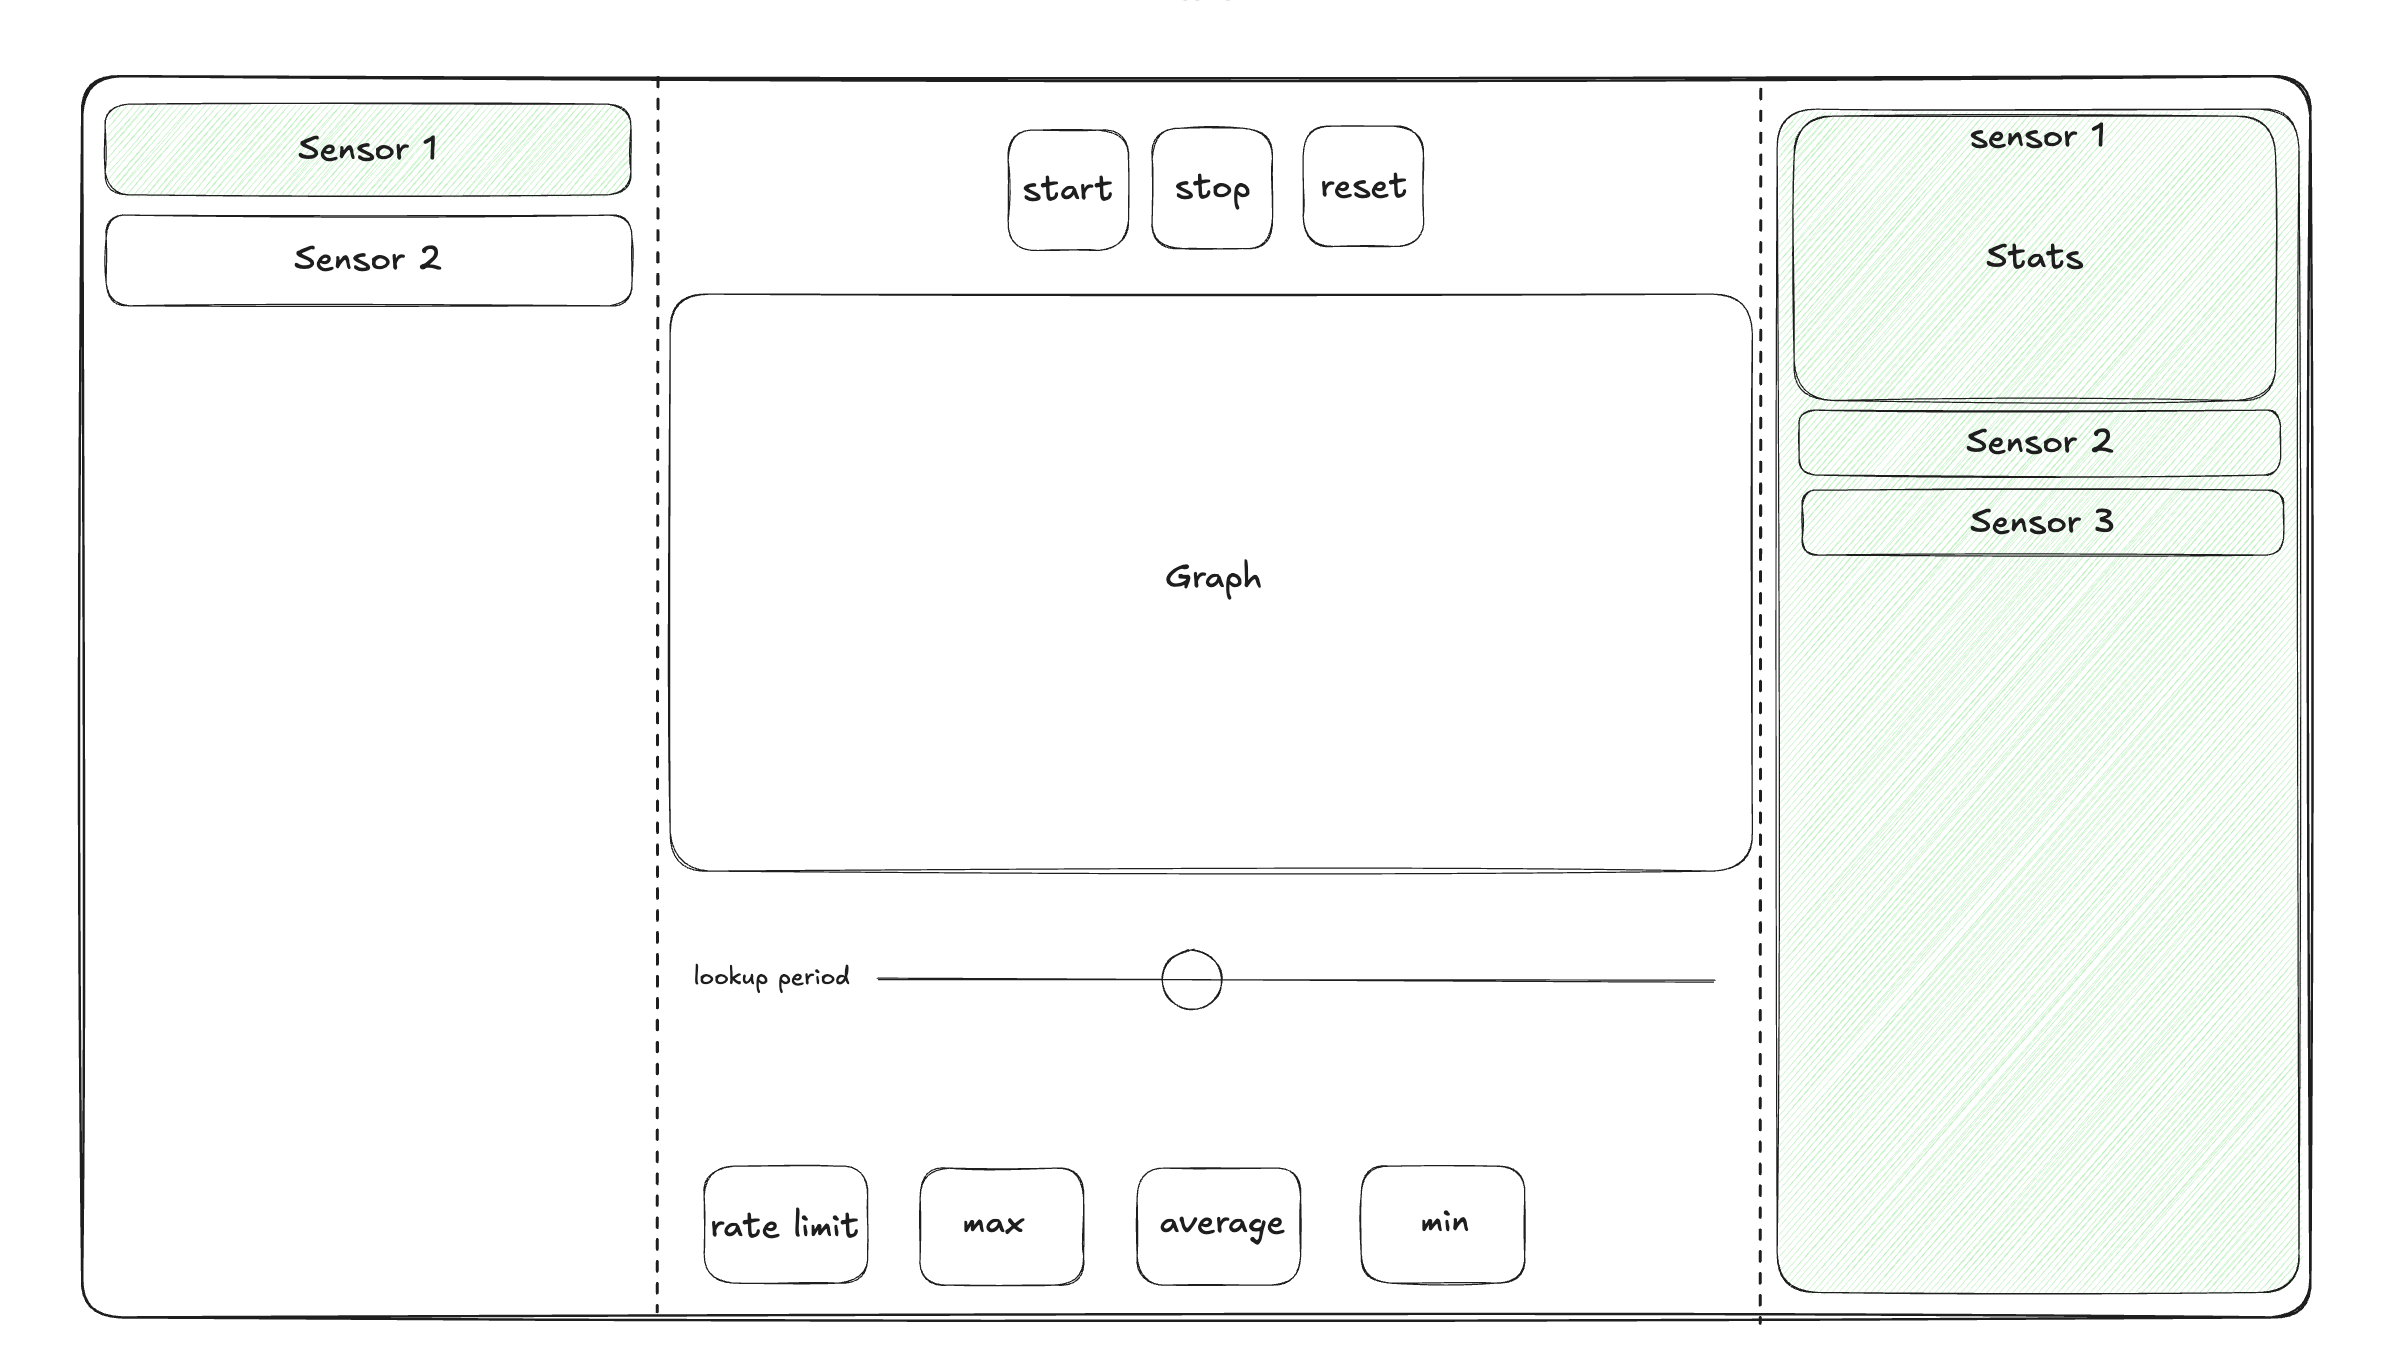 Sensor 1
Sensor 2
start
stop
reset
Graph
lookup period
rate limit
max
average
min
sensor 1
Stats
Sensor 2
Sensor 3